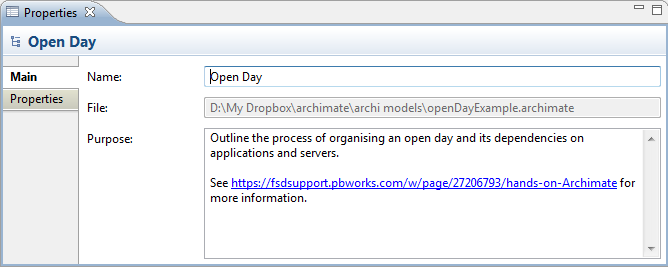 Properties
Open Day
Main
Properties
Name:
Open Day
File:
D:\My Dropbox\archimate\archi models\openDayExample.archimate
Purpose:
Outline the process of organising an open day and its dependencies on
applications and servers.
See https://fsdsupport.pbworks.com/w/page/27206793/hands-on-Archimate for
more information.